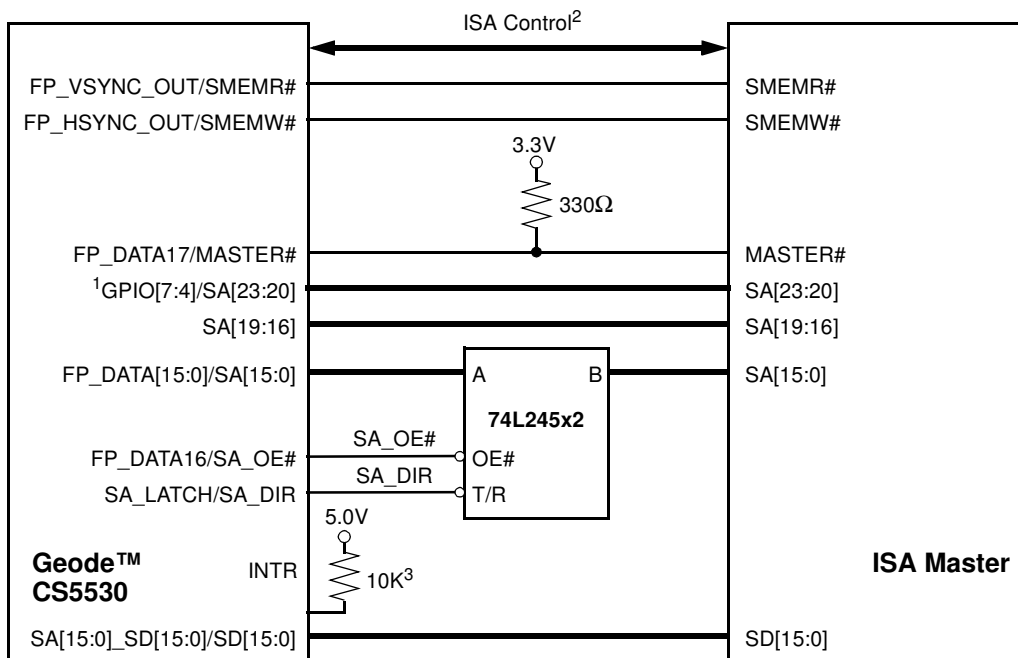 ISA Control²
FP_VSYNC_OUT/SMEMR# SMEMR#
FP_HSYNC_OUT/SMEMW# SMEMW#
3.3V
330Ω
FP_DATA17/MASTER# MASTER#
¹GPIO[7:4]/SA[23:20] SA[23:20]
SA[19:16] SA[19:16]
FP_DATA[15:0]/SA[15:0] A B SA[15:0]
74L245x2
SA_OE#
FP_DATA16/SA_OE# OE#
SA_DIR
SA_LATCH/SA_DIR T/R
5.0V
Geode™ INTR 10K³ ISA Master
CS5530
SA[15:0]_SD[15:0]/SD[15:0] SD[15:0]